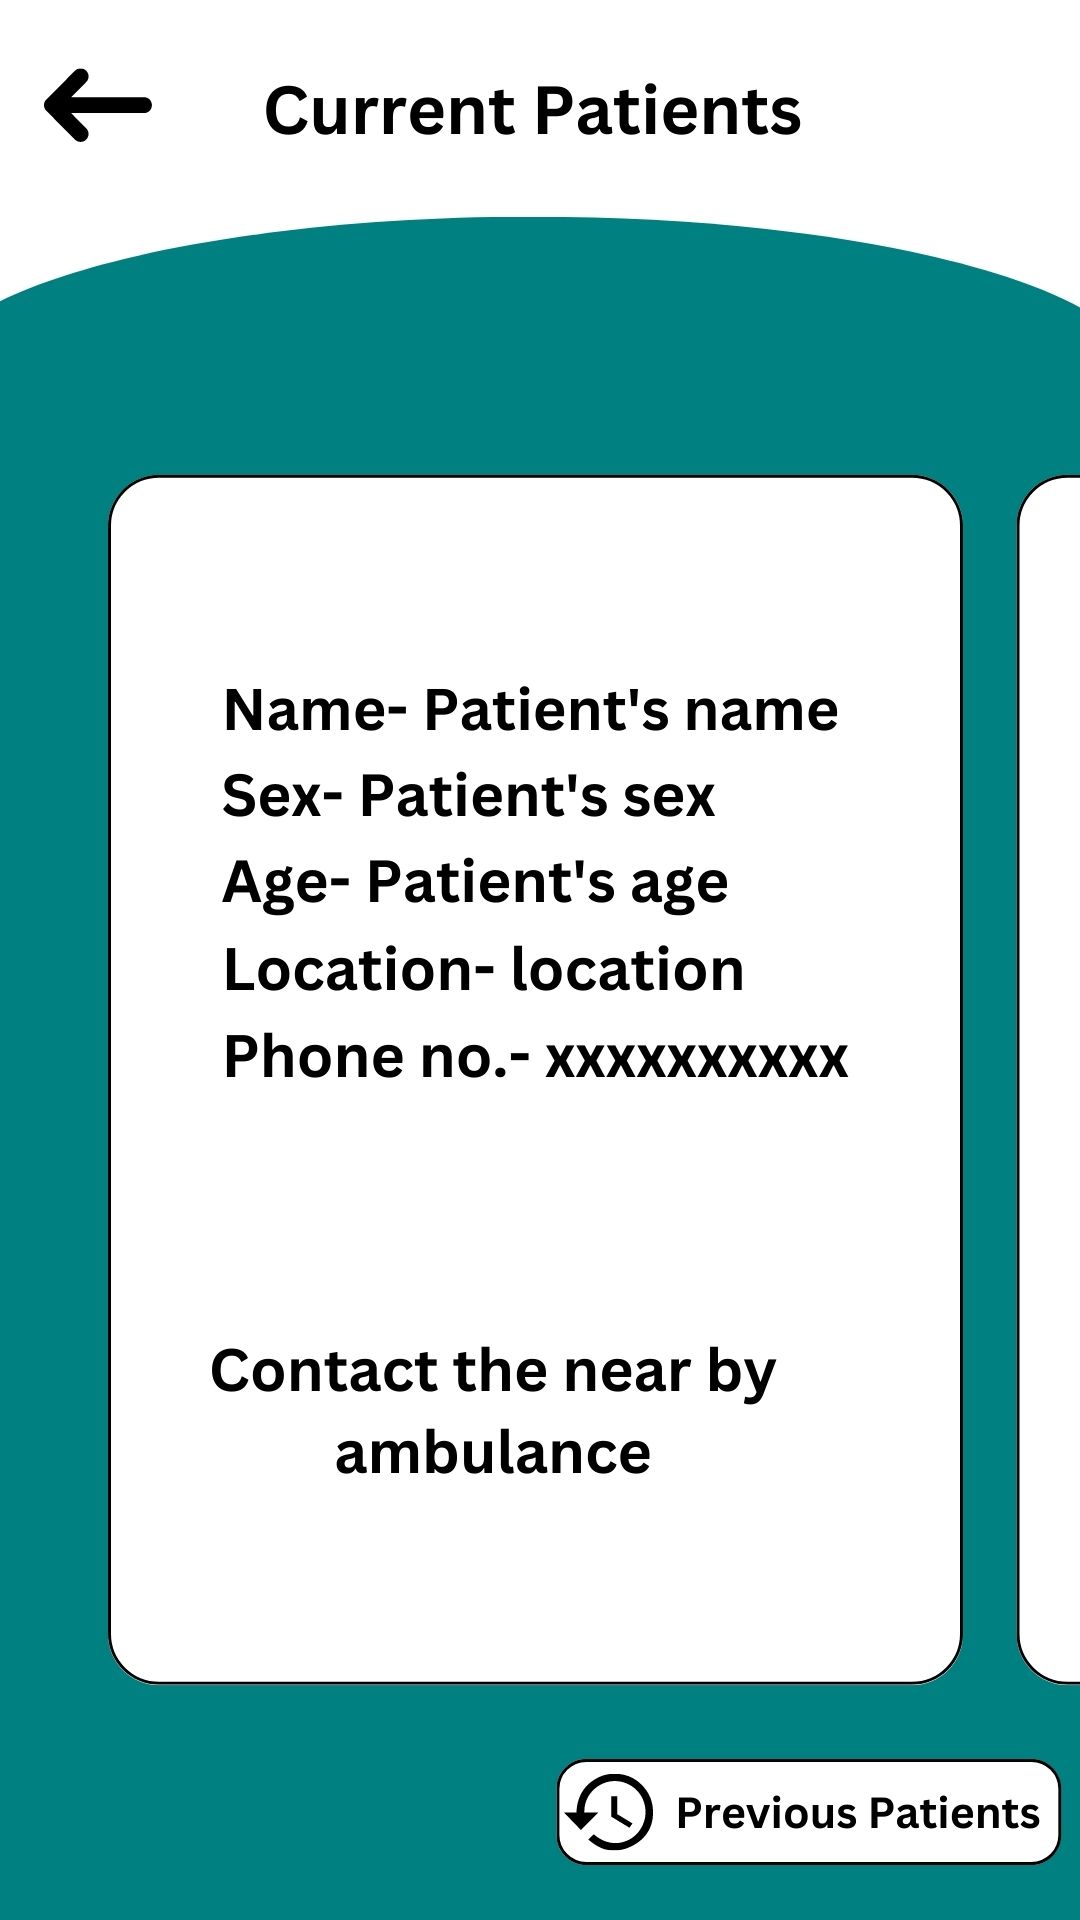 Current Patients
Name- Patient's name
Sex- Patient's sex
Age- Patient's age
Location- location
Phone no.- xxxxxxxxxx
Contact the near by
ambulance
Previous Patients